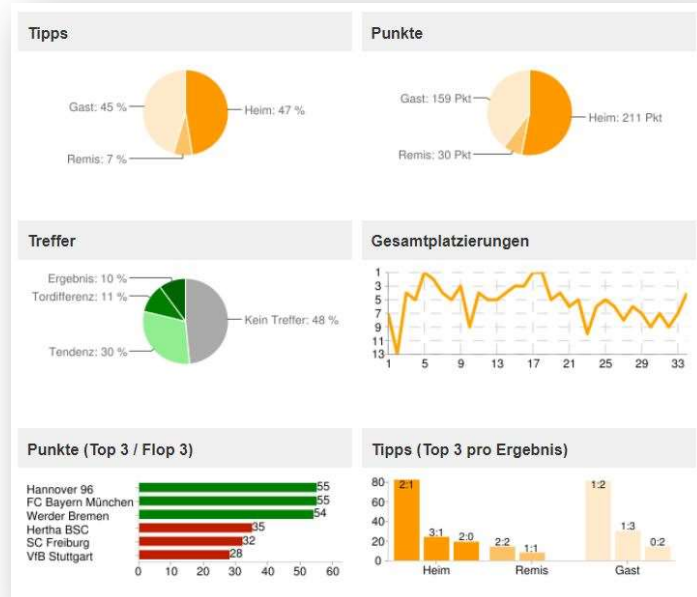 Tipps
Punkte
Gast: 45 %
Heim: 47 %
Remis: 7 %
Gast: 159 Pkt
Heim: 211 Pkt
Remis: 30 Pkt
Treffer
Gesamtplatzierungen
Ergebnis: 10 %
Tordifferenz: 11 %
Kein Treffer: 48 %
Tendenz: 30 %
1
3
5
7
9
11
13
1 5 9 13 17 21 25 29 33
Punkte (Top 3 / Flop 3)
Tipps (Top 3 pro Ergebnis)
Hannover 96 55
FC Bayern München 55
Werder Bremen 54
Hertha BSC 35
SC Freiburg 32
VfB Stuttgart 28
0 10 20 30 40 50 60
80
60
40
20
0
2:1 3:1 2:0 2:2 1:1 1:2 1:3 0:2
Heim Remis Gast